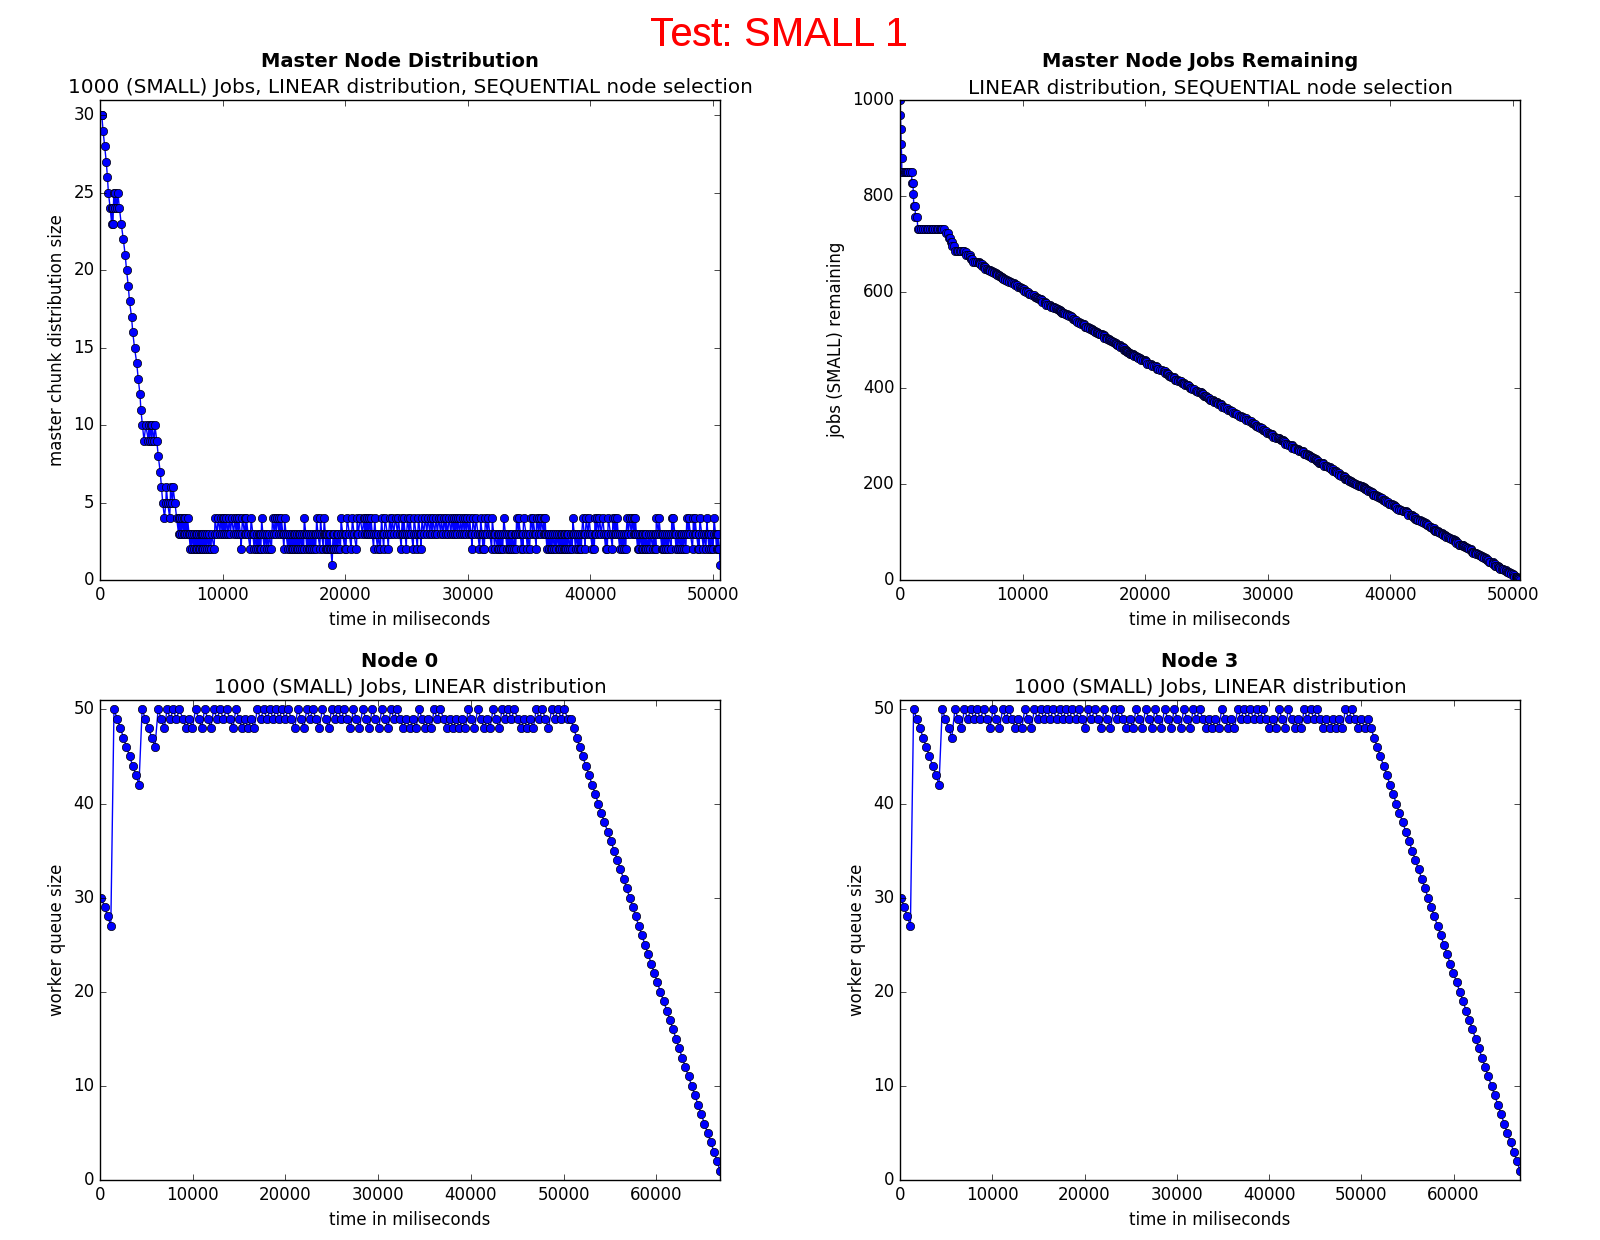 Test: SMALL 1
Master Node Distribution
1000 (SMALL) Jobs, LINEAR distribution, SEQUENTIAL node selection
master chunk distribution size
30
25
20
15
10
5
0
0 10000 20000 30000 40000 50000
time in miliseconds
Master Node Jobs Remaining
LINEAR distribution, SEQUENTIAL node selection
jobs (SMALL) remaining
1000
800
600
400
200
0
0 10000 20000 30000 40000 50000
time in miliseconds
Node 0
1000 (SMALL) Jobs, LINEAR distribution
worker queue size
50
40
30
20
10
0
0 10000 20000 30000 40000 50000 60000
time in miliseconds
Node 3
1000 (SMALL) Jobs, LINEAR distribution
worker queue size
50
40
30
20
10
0
0 10000 20000 30000 40000 50000 60000
time in miliseconds